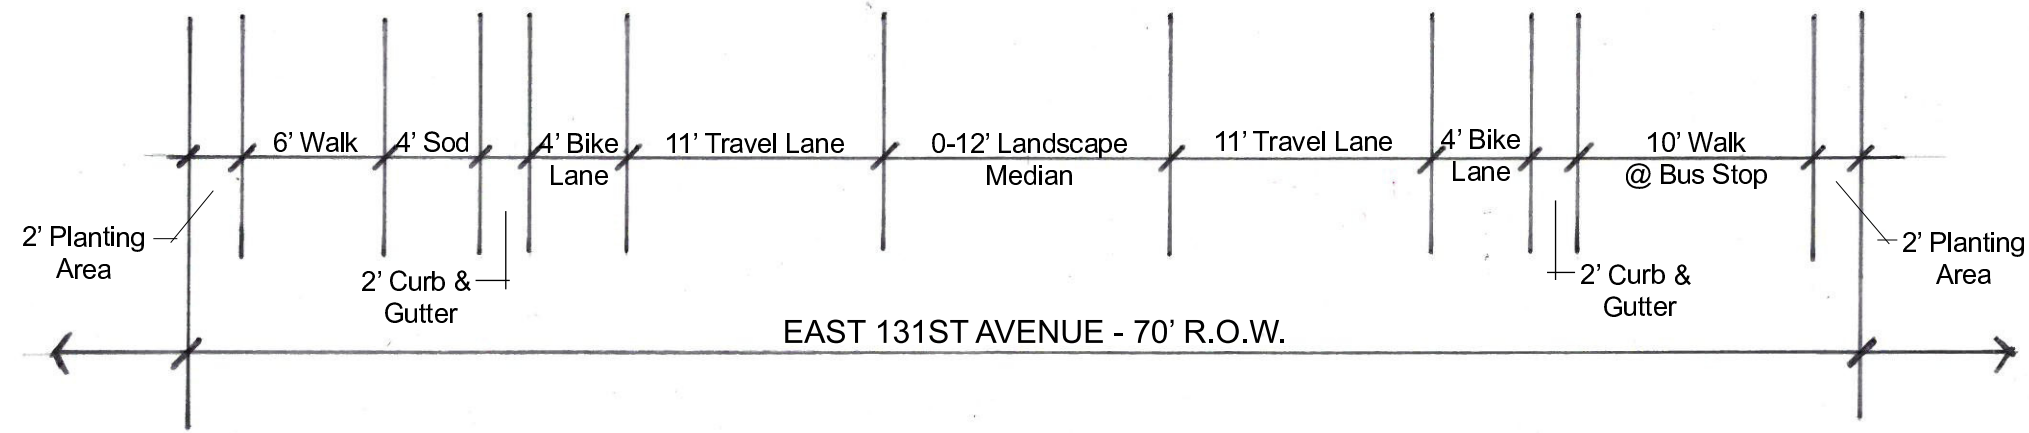 6’ Walk
4’ Sod
4’ Bike
Lane
11’ Travel Lane
0-12’ Landscape
Median
11’ Travel Lane
4’ Bike
Lane
10’ Walk
@ Bus Stop
2’ Planting
Area
2’ Curb &
Gutter
2’ Curb &
Gutter
2’ Planting
Area
EAST 131ST AVENUE - 70’ R.O.W.